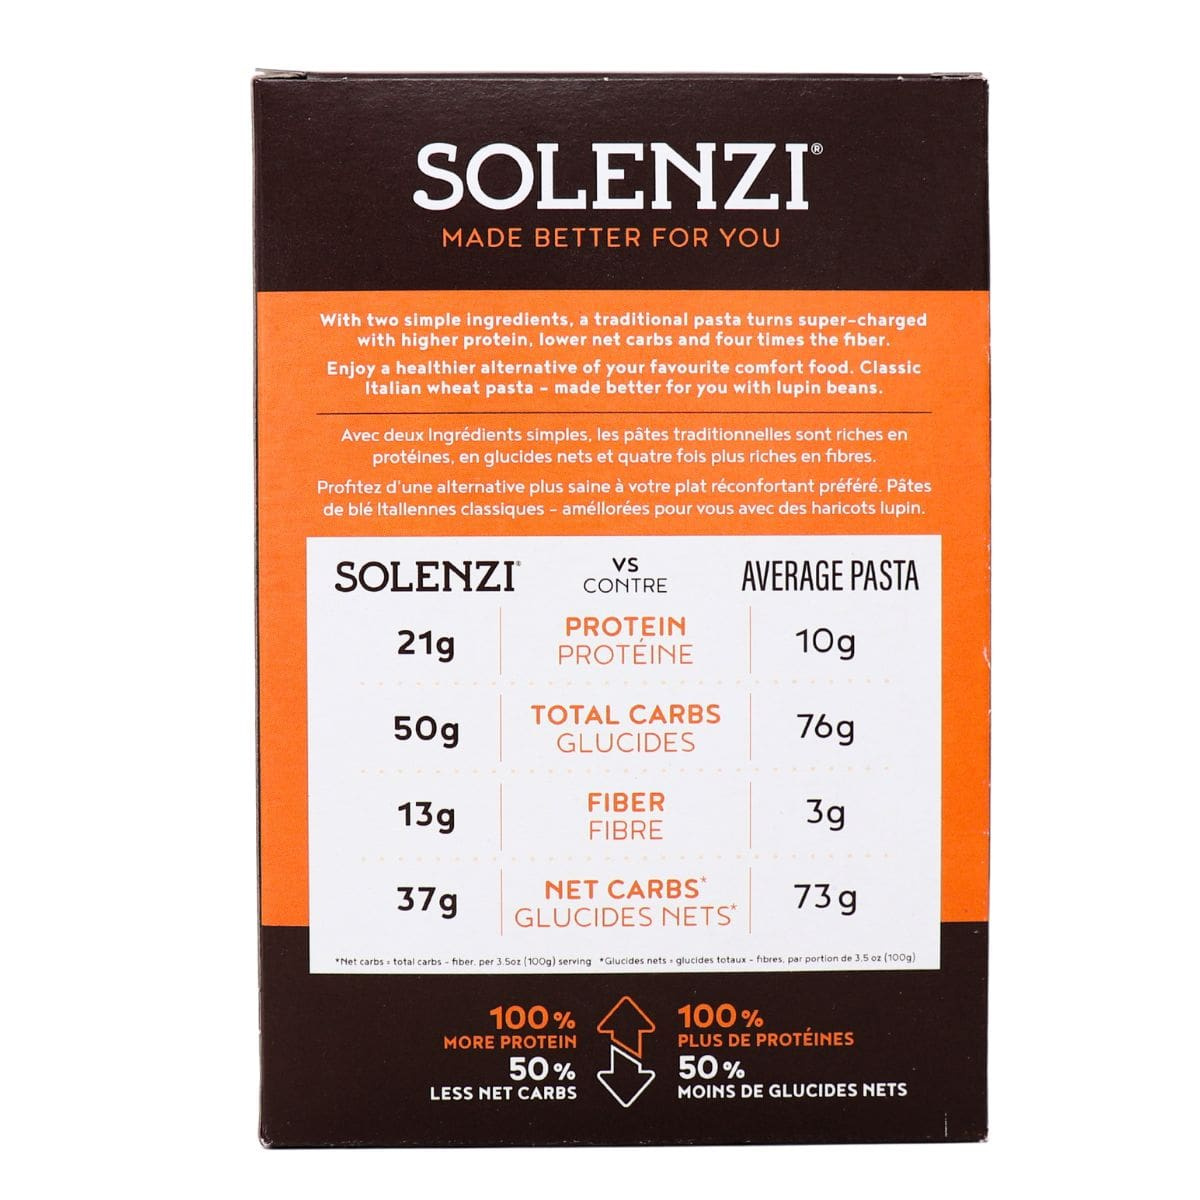 SOLENZI®
MADE BETTER FOR YOU
With two simple ingredients, a traditional pasta turns super-charged
with higher protein, lower net carbs and four times the fiber.
Enjoy a healthier alternative of your favourite comfort food. Classic
Italian wheat pasta - made better for you with lupin beans.
Avec deux Ingrédients simples, les pâtes traditionnelles sont riches en
protéines, en glucides nets et quatre fois plus riches en fibres.
Profitez d'une alternative plus saine à votre plat réconfortant préféré. Pâtes
de blé Itallennes classiques - améllorées pour vous avec des haricots lupin.
SOLENZI® VS AVERAGE PASTA
CONTRE
21g PROTEIN 10g
PROTÉINE
50g TOTAL CARBS 76g
GLUCIDES
13g FIBER 3g
FIBRE
37g NET CARBS* 73g
GLUCIDES NETS*
*Net carbs = total carbs - fiber. per 3.5oz (100g) serving *Glucides nets = glucides totaux - fibres, par portion de 3.5 oz (100g)
100% 100%
MORE PROTEIN PLUS DE PROTÉINES
50% 50%
LESS NET CARBS MOINS DE GLUCIDES NETS